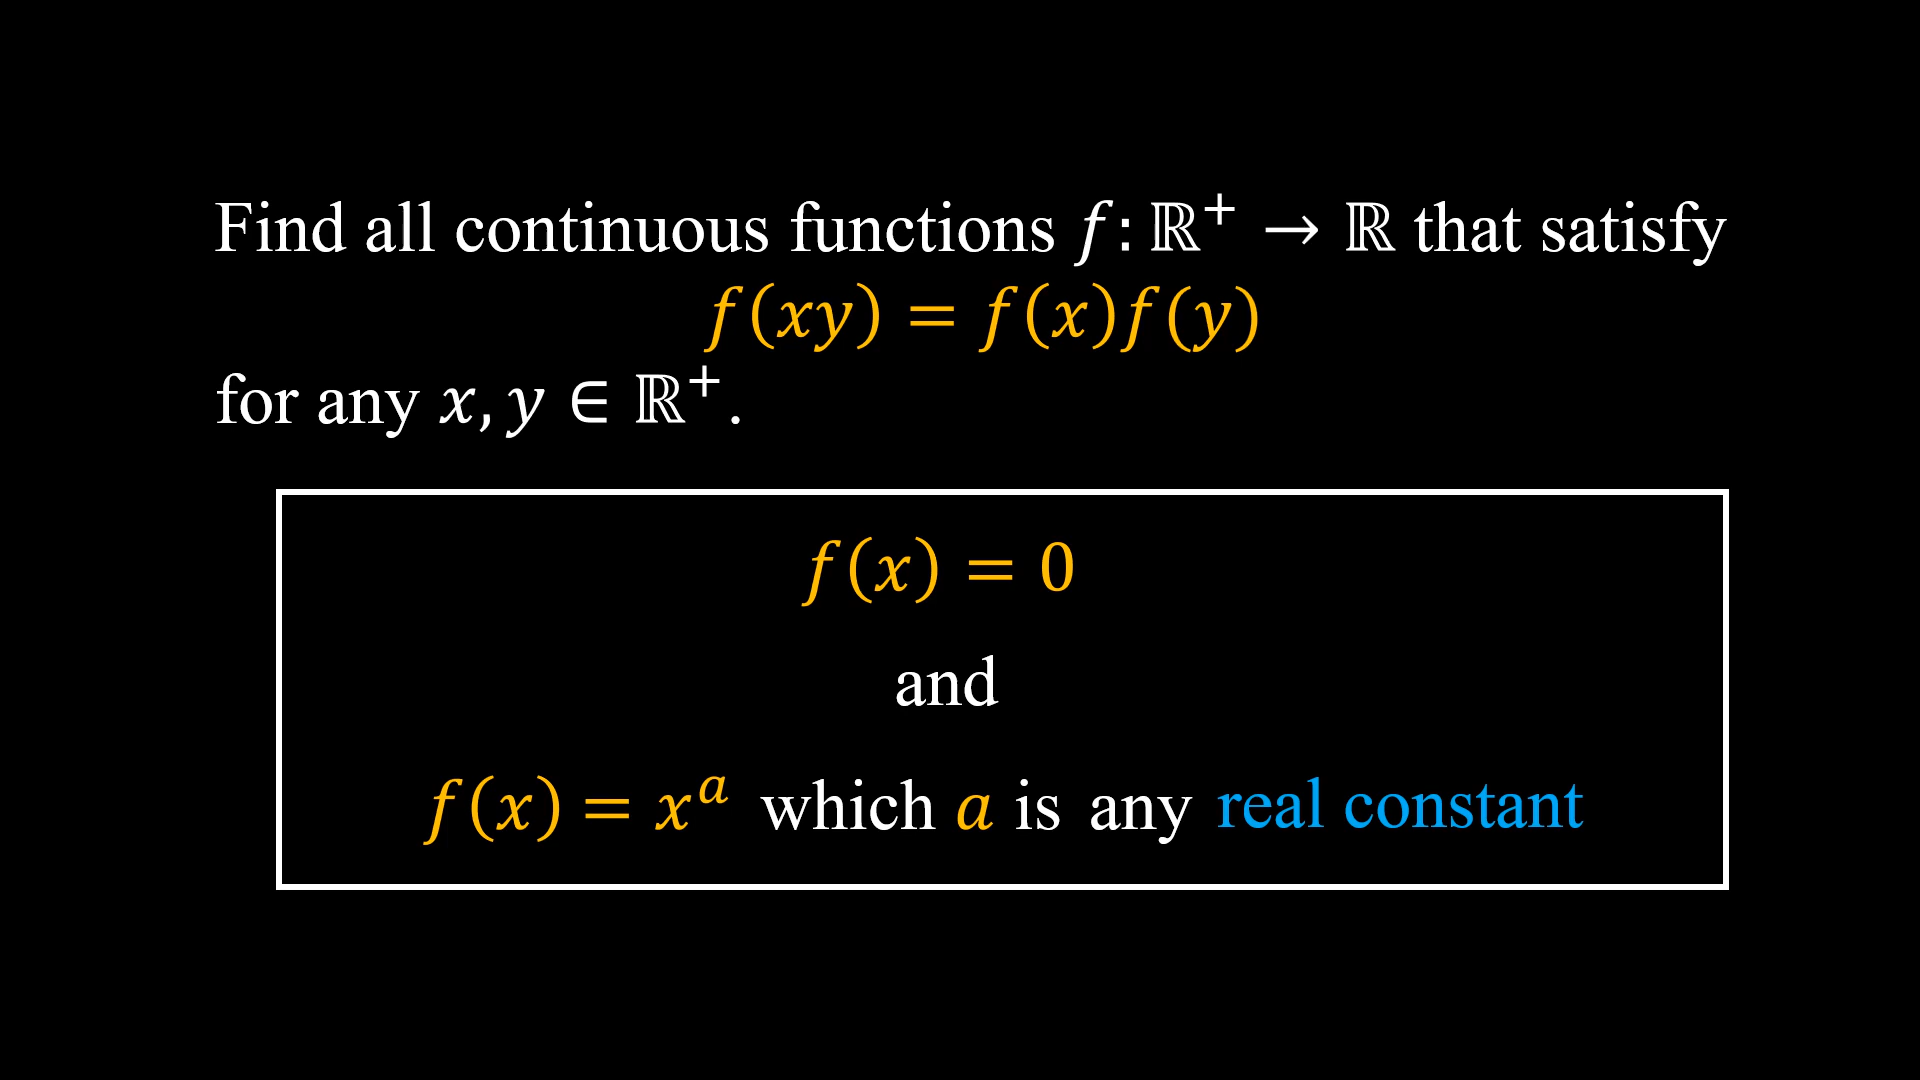 Find all continuous functions 𝑓: ℝ⁺ → ℝ that satisfy
𝑓(𝑥𝑦) = 𝑓(𝑥)𝑓(𝑦)
for any 𝑥, 𝑦 ∈ ℝ⁺.
𝑓(𝑥) = 0
and
𝑓(𝑥) = 𝑥ᵃ which 𝑎 is any real constant